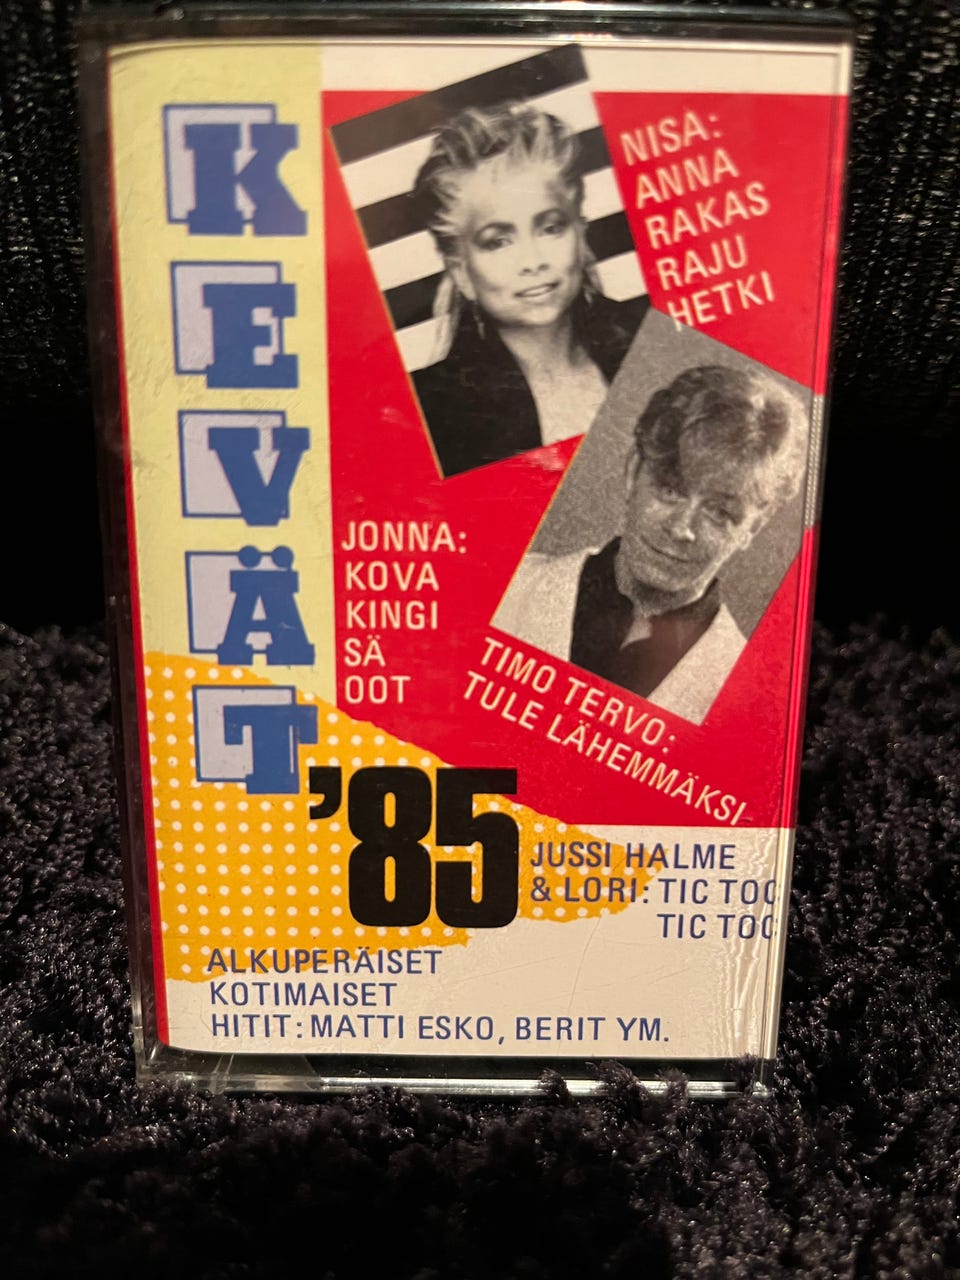 KEVÄT
'85
NISA:
ANNA
RAKAS
RAJU
HETKI
JONNA:
KOVA
KINGI
SÄ
OOT
TIMO TERVO:
TULE LÄHEMMÄKSI
JUSSI HALME
& LORI: TIC TOC
TIC TOC
ALKUPERÄISET
KOTIMAISET
HITIT: MATTI ESKO, BERIT YM.